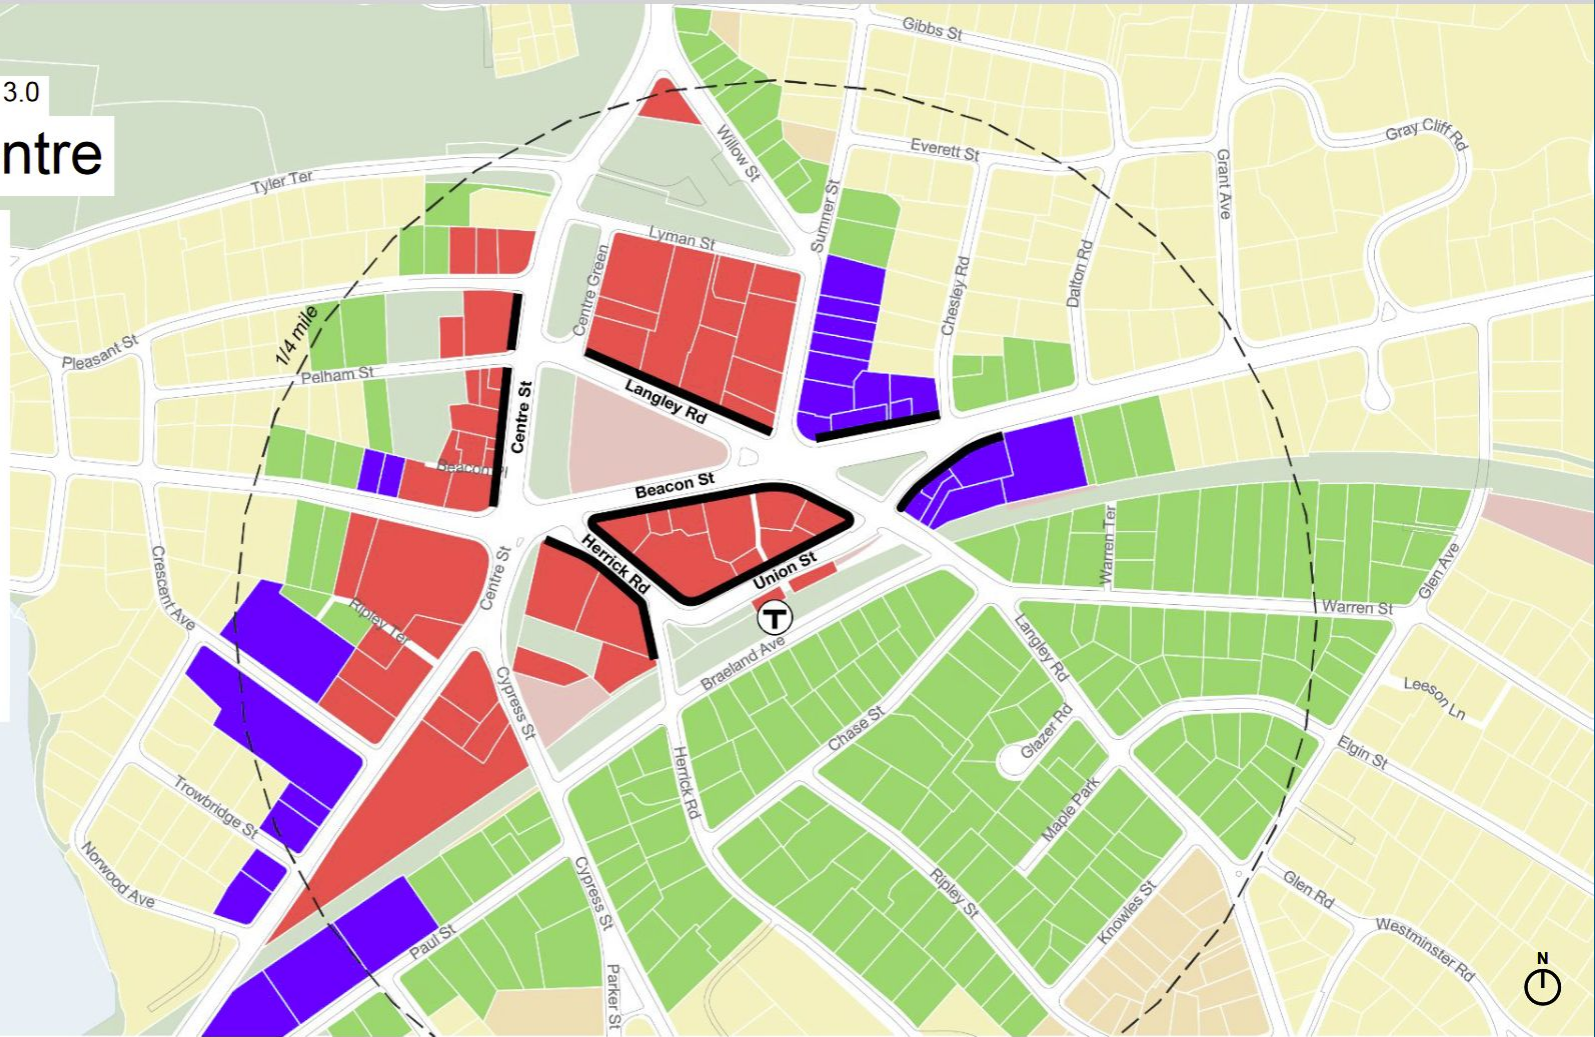 3.0
ntre
Gibbs St
Gray Cliff Rd
Willow St
Everett St
Tyler Ter
Grant Ave
Sumner St
Lyman St
Centre Green
Dalton Rd
Chesley Rd
1/4 mile
Pleasant St
Pelham St
Langley Rd
Centre St
Beacon Pl
Beacon St
Herrick Rd
Union St
T
Warren Ter
Glen Ave
Crescent Ave
Centre St
Ripley Ter
Warren St
Braeland Ave
Langley Rd
Cypress St
Leeson Ln
Chase St
Glazer Rd
Elgin St
Herrick Rd
Trowbridge St
Maple Park
Norwood Ave
Cypress St
Ripley St
Glen Rd
Knowles St
Westminster Rd
Paul St
Parker St
N